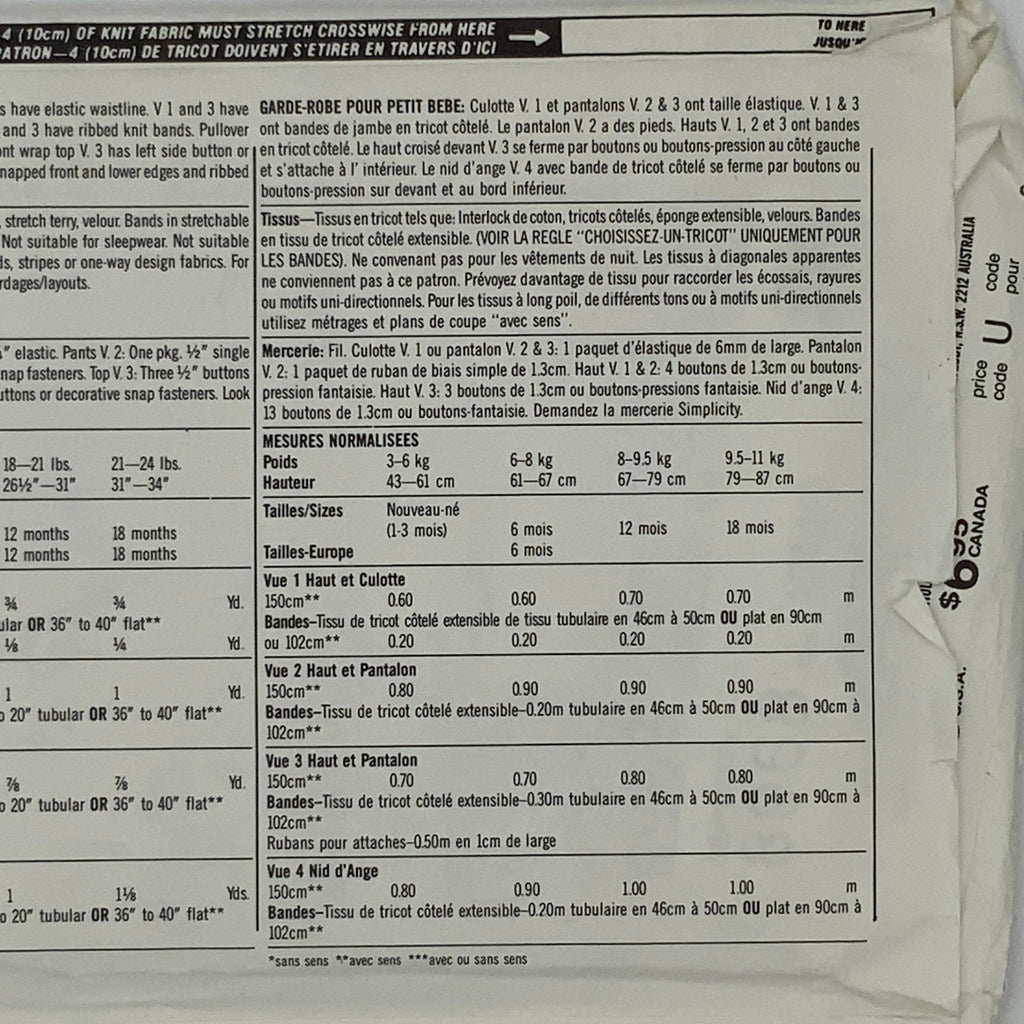 4 (10cm) OF KNIT FABRIC MUST STRETCH CROSSWISE FROM HERE
PATRON—4 (10cm) DE TRICOT DOIVENT S'ETIRER EN TRAVERS D'ICI
TO HERE
s have elastic waistline. V 1 and 3 have
and 3 have ribbed knit bands. Pullover
nt wrap top V. 3 has left side button or
napped front and lower edges and ribbed
, stretch terry, velour. Bands in stretchable
Not suitable for sleepwear. Not suitable
ds, stripes or one-way design fabrics. For
rdages/layouts.
″ elastic. Pants V. 2: One pkg. ½″ single
nap fasteners. Top V. 3: Three ½″ buttons
uttons or decorative snap fasteners. Look
18—21 lbs. 21—24 lbs.
26½″—31″ 31″—34″
12 months 18 months
12 months 18 months
¾ ¾ Yd.
ular OR 36″ to 40″ flat**
⅛ ¼ Yd.
1 1 Yd.
o 20″ tubular OR 36″ to 40″ flat**
⅞ ⅞ Yd.
o 20″ tubular OR 36″ to 40″ flat**
1 1⅛ Yds.
o 20″ tubular OR 36″ to 40″ flat**
GARDE-ROBE POUR PETIT BEBE: Culotte V. 1 et pantalons V. 2 & 3 ont taille élastique. V. 1 & 3
ont bandes de jambe en tricot côtelé. Le pantalon V. 2 a des pieds. Hauts V. 1, 2 et 3 ont bandes
en tricot côtelé. Le haut croisé devant V. 3 se ferme par boutons ou boutons-pression au côté gauche
et s'attache à l' intérieur. Le nid d'ange V. 4 avec bande de tricot côtelé se ferme par boutons ou
boutons-pression sur devant et au bord inférieur.
Tissus—Tissus en tricot tels que: Interlock de coton, tricots côtelés, éponge extensible, velours. Bandes
en tissu de tricot côtelé extensible. (VOIR LA REGLE "CHOISISSEZ-UN-TRICOT" UNIQUEMENT POUR
LES BANDES). Ne convenant pas pour les vêtements de nuit. Les tissus à diagonales apparentes
ne conviennent pas à ce patron. Prévoyez davantage de tissu pour raccorder les écossais, rayures
ou motifs uni-directionnels. Pour les tissus à long poil, de différents tons ou à motifs uni-directionnels
utilisez métrages et plans de coupe "avec sens".
Mercerie: Fil. Culotte V. 1 ou pantalon V. 2 & 3: 1 paquet d'élastique de 6mm de large. Pantalon
V. 2: 1 paquet de ruban de biais simple de 1.3cm. Haut V. 1 & 2: 4 boutons de 1.3cm ou boutons-
pression fantaisie. Haut V. 3: 3 boutons de 1.3cm ou boutons-pressions fantaisie. Nid d'ange V. 4:
13 boutons de 1.3cm ou boutons-fantaisie. Demandez la mercerie Simplicity.
MESURES NORMALISEES
Poids 3–6 kg 6–8 kg 8–9.5 kg 9.5–11 kg
Hauteur 43—61 cm 61—67 cm 67—79 cm 79—87 cm
Tailles/Sizes Nouveau-né
(1-3 mois) 6 mois 12 mois 18 mois
Tailles-Europe 6 mois
Vue 1 Haut et Culotte
150cm** 0.60 0.60 0.70 0.70 m
Bandes–Tissu de tricot côtelé extensible de tissu tubulaire en 46cm à 50cm OU plat en 90cm
ou 102cm** 0.20 0.20 0.20 0.20 m
Vue 2 Haut et Pantalon
150cm** 0.80 0.90 0.90 0.90 m
Bandes–Tissu de tricot côtelé extensible–0.20m tubulaire en 46cm à 50cm OU plat en 90cm à
102cm**
Vue 3 Haut et Pantalon
150cm** 0.70 0.70 0.80 0.80 m
Bandes–Tissu de tricot côtelé extensible–0.30m tubulaire en 46cm à 50cm OU plat en 90cm à
102cm**
Rubans pour attaches–0.50m en 1cm de large
Vue 4 Nid d'Ange
150cm** 0.80 0.90 1.00 1.00 m
Bandes–Tissu de tricot côtelé extensible–0.20m tubulaire en 46cm à 50cm OU plat en 90cm à
102cm**
*sans sens **avec sens ***avec ou sans sens
N.S.W. 2212 AUSTRALIA
price code U code pour
$6.95 CANADA
U.S.A.